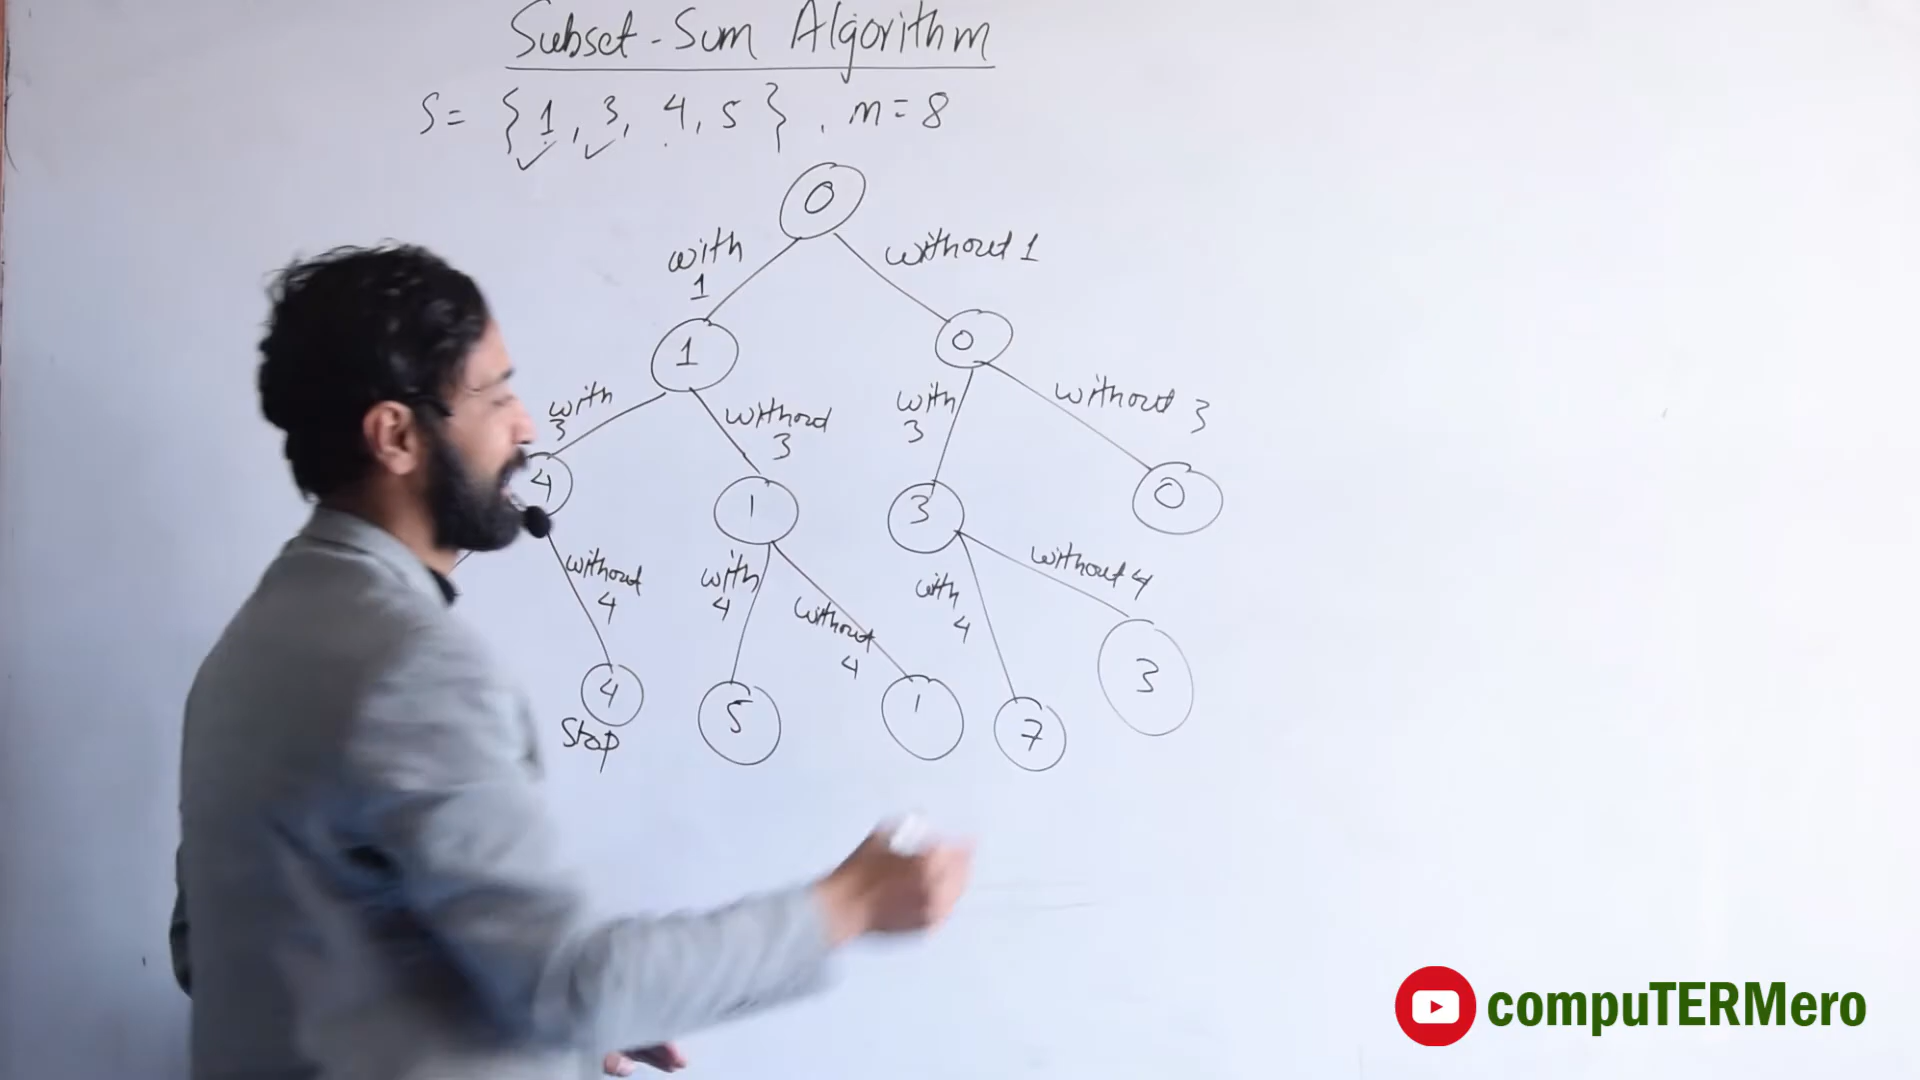 Subset-Sum Algorithm
S = {1, 3, 4, 5}, m = 8
0
with
1
without 1
1
0
with
3
without
3
with
3
without 3
4
1
3
0
without
4
with
4
without
4
with
4
without 4
4
5
1
7
3
Stop
compuTERMero